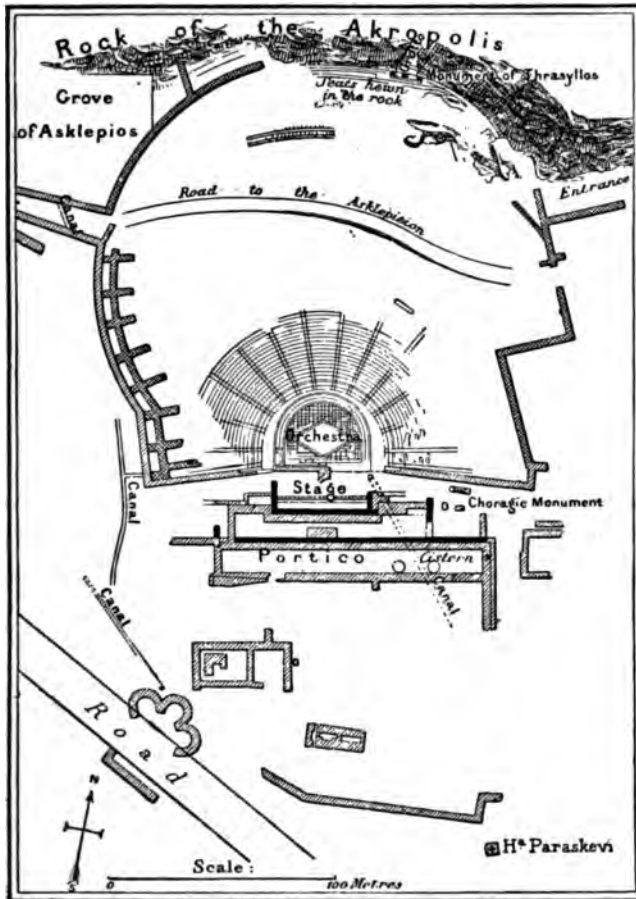 Rock of the Akropolis
Monument of Thrasyllos
Seats hewn
in the rock
Grove
of Asklepios
Entrance
Canal
Road to the Asklepieion
Orchestra
Stage
Choragic Monument
Canal
Portico
Cistern
Canal
Canal
Road
N
S
Hª Paraskevi
Scale:
0
100 Metres